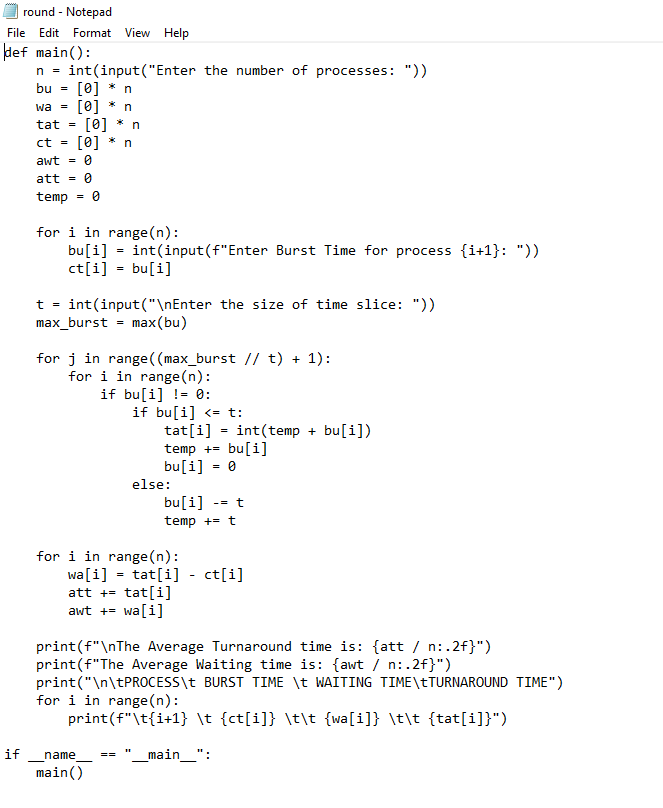 round - Notepad
File Edit Format View Help
def main():
    n = int(input("Enter the number of processes: "))
    bu = [0] * n
    wa = [0] * n
    tat = [0] * n
    ct = [0] * n
    awt = 0
    att = 0
    temp = 0

    for i in range(n):
        bu[i] = int(input(f"Enter Burst Time for process {i+1}: "))
        ct[i] = bu[i]

    t = int(input("\nEnter the size of time slice: "))
    max_burst = max(bu)

    for j in range((max_burst // t) + 1):
        for i in range(n):
            if bu[i] != 0:
                if bu[i] <= t:
                    tat[i] = int(temp + bu[i])
                    temp += bu[i]
                    bu[i] = 0
                else:
                    bu[i] -= t
                    temp += t

    for i in range(n):
        wa[i] = tat[i] - ct[i]
        att += tat[i]
        awt += wa[i]

    print(f"\nThe Average Turnaround time is: {att / n:.2f}")
    print(f"The Average Waiting time is: {awt / n:.2f}")
    print("\n\tPROCESS\t BURST TIME \t WAITING TIME\tTURNAROUND TIME")
    for i in range(n):
        print(f"\t{i+1} \t {ct[i]} \t\t {wa[i]} \t\t {tat[i]}")

if __name__ == "__main__":
    main()